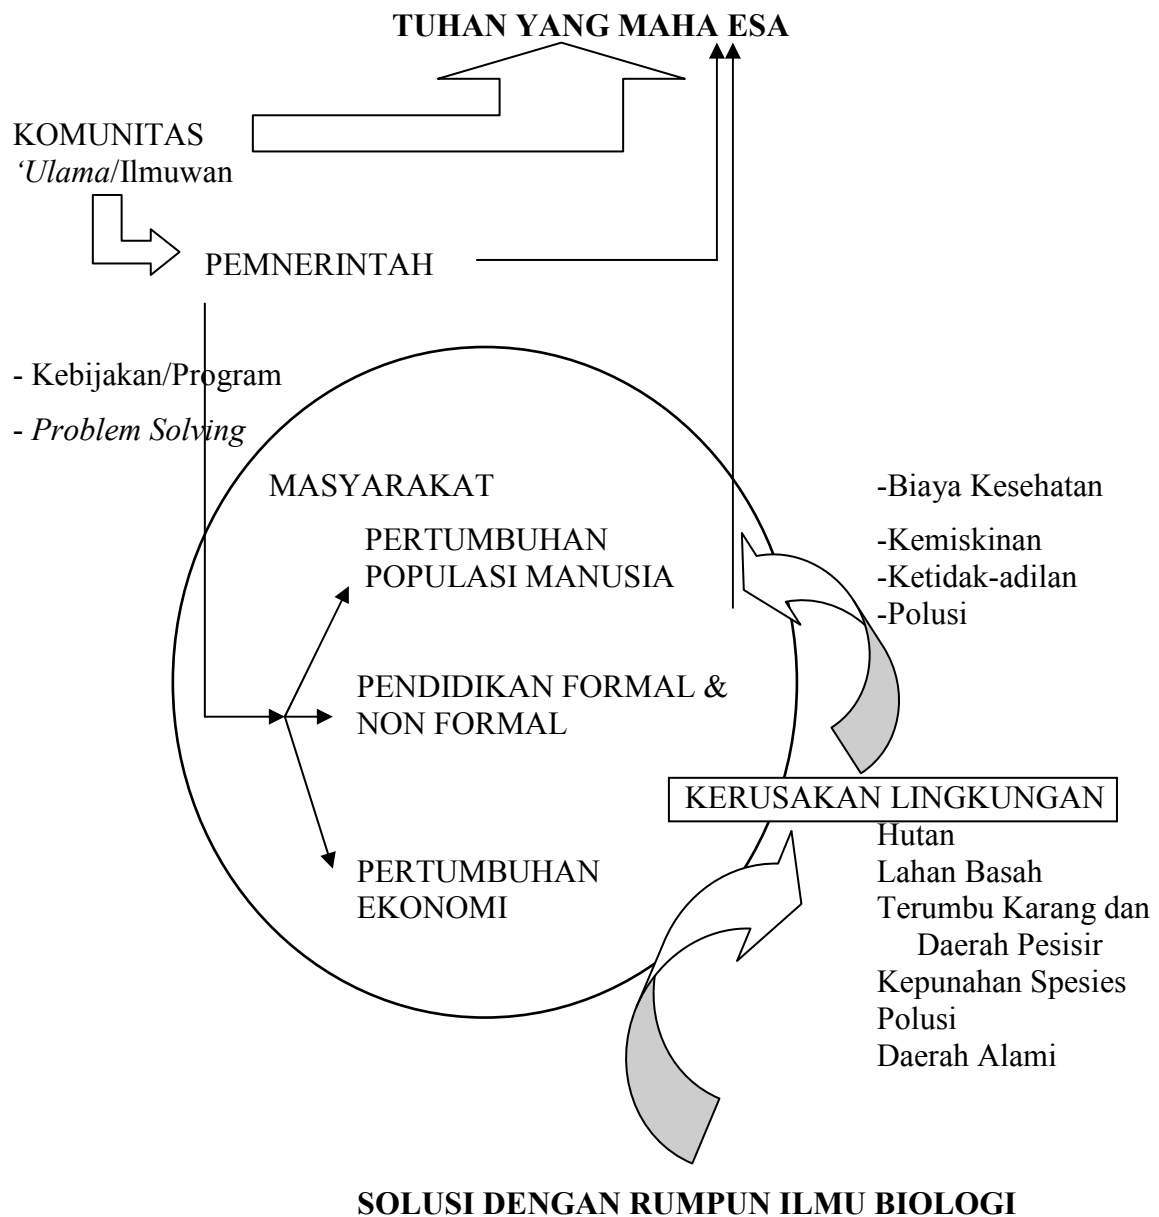 TUHAN YANG MAHA ESA
KOMUNITAS
‘Ulama/Ilmuwan
PEMNERINTAH
- Kebijakan/Program
- Problem Solving
MASYARAKAT
PERTUMBUHAN
POPULASI MANUSIA
PENDIDIKAN FORMAL &
NON FORMAL
PERTUMBUHAN
EKONOMI
-Biaya Kesehatan
-Kemiskinan
-Ketidak-adilan
-Polusi
KERUSAKAN LINGKUNGAN
Hutan
Lahan Basah
Terumbu Karang dan
Daerah Pesisir
Kepunahan Spesies
Polusi
Daerah Alami
SOLUSI DENGAN RUMPUN ILMU BIOLOGI